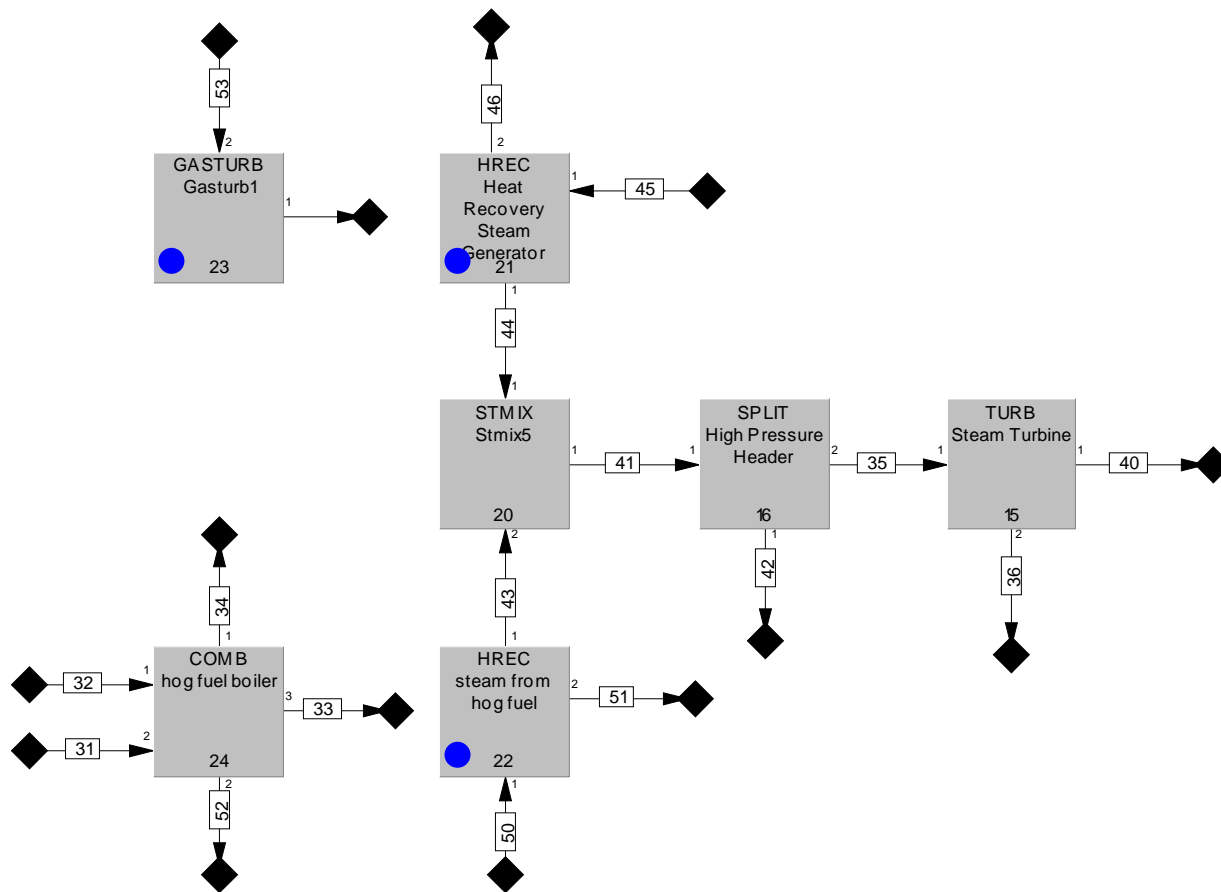 53
2
GASTURB
Gasturb1
1
23
46
2
HREC
Heat
Recovery
Steam
Generator
21
1
45
1
44
1
STMIX
Stmix5
1
20
2
41
1
SPLIT
High Pressure
Header
2
16
1
35
1
TURB
Steam Turbine
1
15
2
40
42
36
34
1
32
1
31
2
COMB
hog fuel boiler
3
24
2
33
52
43
1
HREC
steam from
hog fuel
2
22
1
51
50